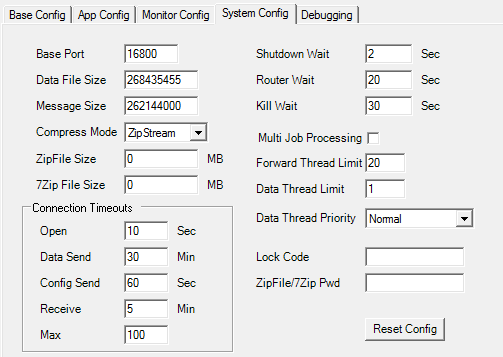 Base Config App Config Monitor Config System Config Debugging
Base Port 16800
Data File Size 268435455
Message Size 262144000
Compress Mode ZipStream
ZipFile Size 0 MB
7Zip File Size 0 MB
Connection Timeouts
Open 10 Sec
Data Send 30 Min
Config Send 60 Sec
Receive 5 Min
Max 100
Shutdown Wait 2 Sec
Router Wait 20 Sec
Kill Wait 30 Sec
Multi Job Processing
Forward Thread Limit 20
Data Thread Limit 1
Data Thread Priority Normal
Lock Code
ZipFile/7Zip Pwd
Reset Config